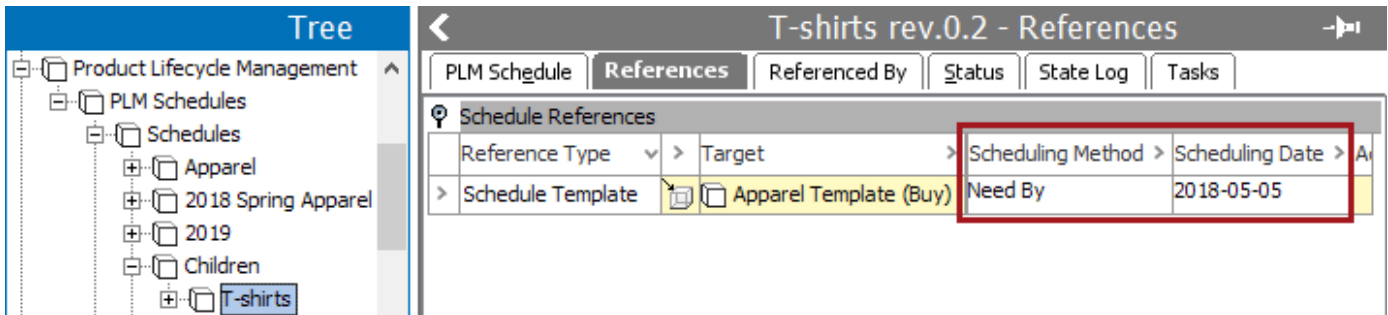 Tree
Product Lifecycle Management
PLM Schedules
Schedules
Apparel
2018 Spring Apparel
2019
Children
T-shirts
T-shirts rev.0.2 - References
PLM Schedule References Referenced By Status State Log Tasks
Schedule References
Reference Type > Target > Scheduling Method > Scheduling Date >
> Schedule Template Apparel Template (Buy) Need By 2018-05-05